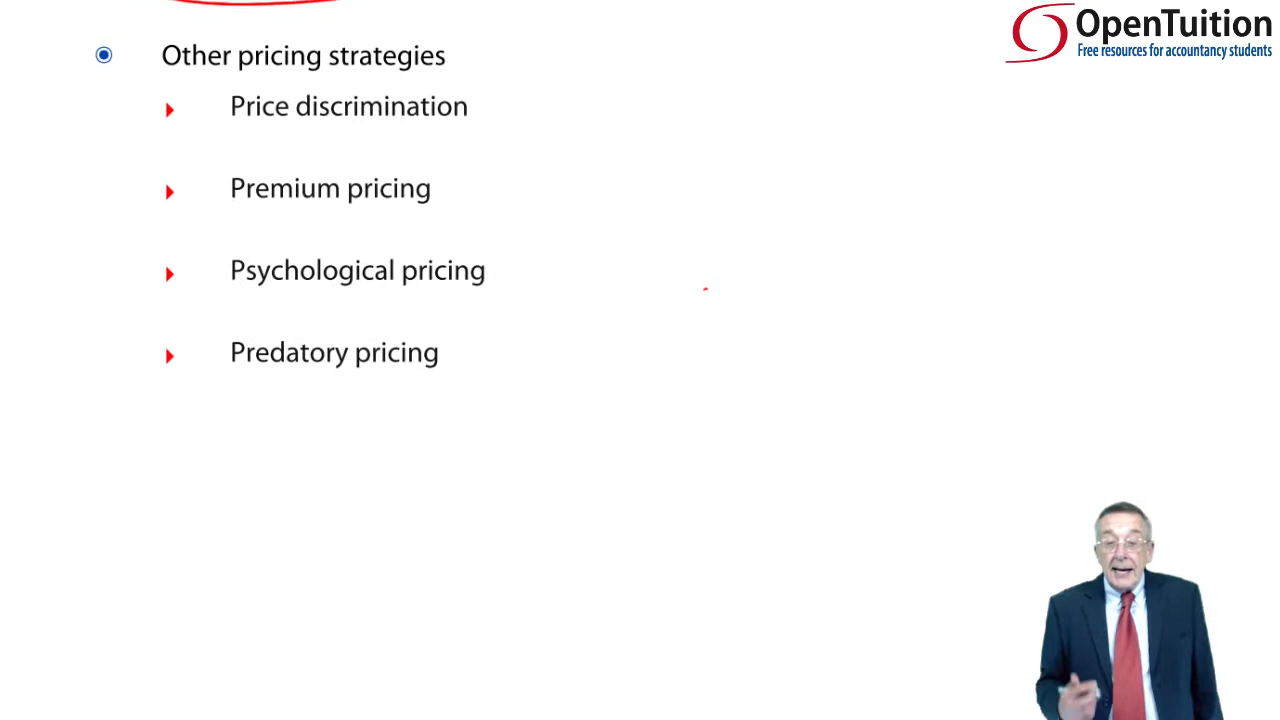 OpenTuition
Free resources for accountancy students
Other pricing strategies
Price discrimination
Premium pricing
Psychological pricing
Predatory pricing